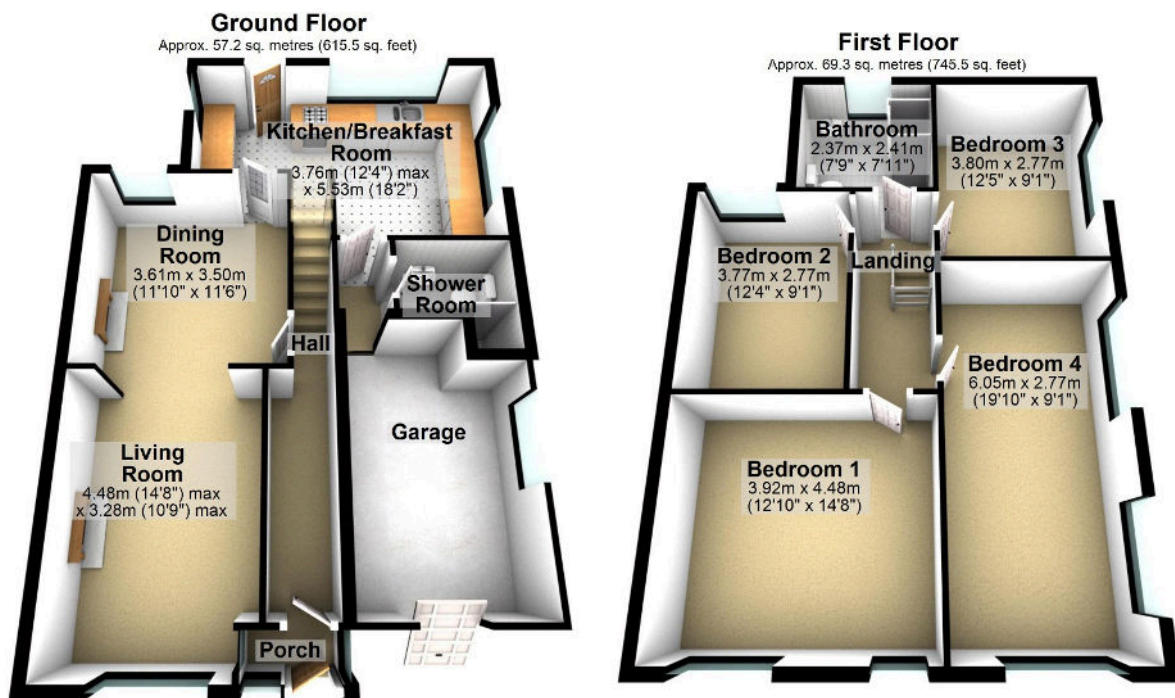 Ground Floor
Approx. 57.2 sq. metres (615.5 sq. feet)
Kitchen/Breakfast
Room
3.76m (12'4") max
x 5.53m (18'2")
Dining
Room
3.61m x 3.50m
(11'10" x 11'6")
Shower
Room
Hall
Garage
Living
Room
4.48m (14'8") max
x 3.28m (10'9") max
Porch
First Floor
Approx. 69.3 sq. metres (745.5 sq. feet)
Bathroom
2.37m x 2.41m
(7'9" x 7'11")
Bedroom 3
3.80m x 2.77m
(12'5" x 9'1")
Bedroom 2
3.77m x 2.77m
(12'4" x 9'1")
Landing
Bedroom 4
6.05m x 2.77m
(19'10" x 9'1")
Bedroom 1
3.92m x 4.48m
(12'10" x 14'8")